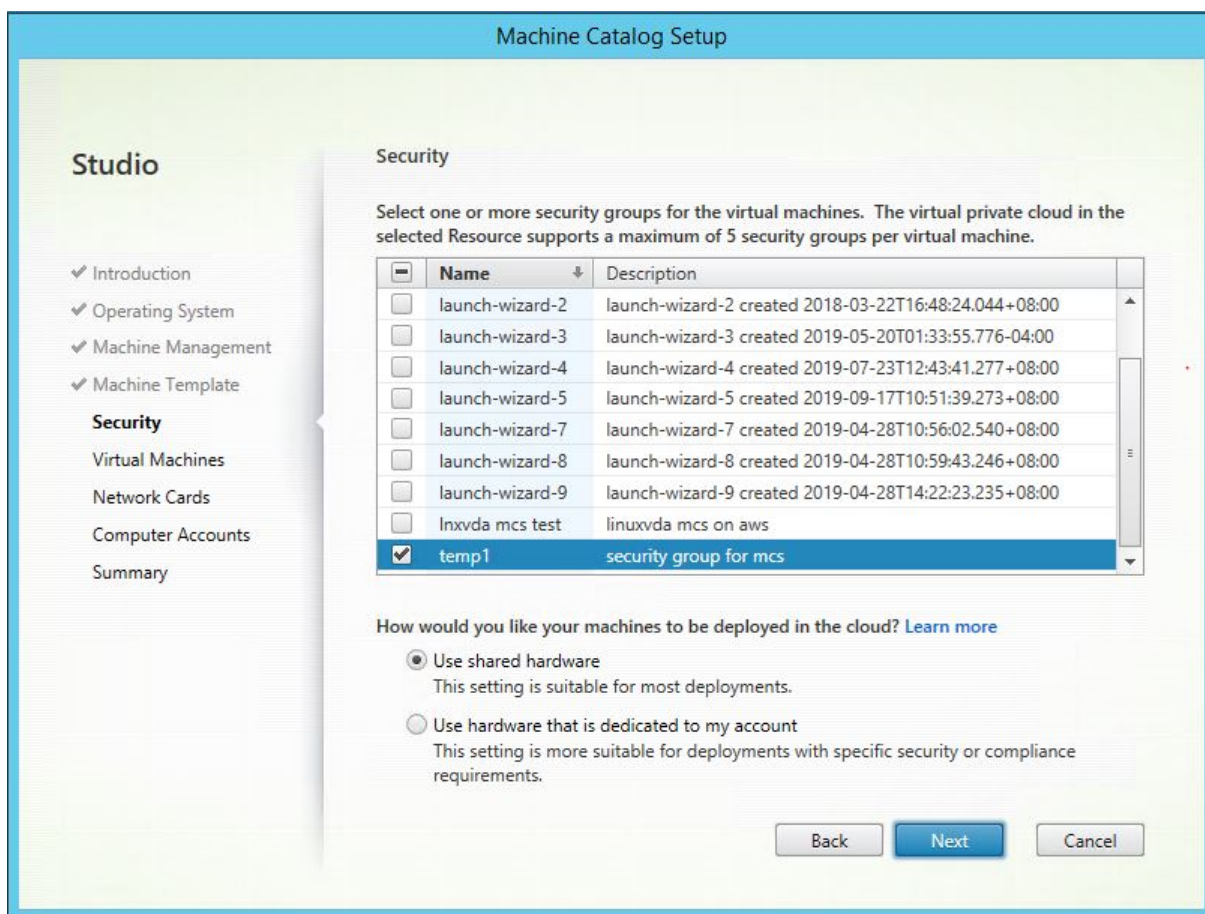 Machine Catalog Setup
Studio
Introduction
Operating System
Machine Management
Machine Template
Security
Virtual Machines
Network Cards
Computer Accounts
Summary
Security
Select one or more security groups for the virtual machines. The virtual private cloud in the
selected Resource supports a maximum of 5 security groups per virtual machine.
Name Description
launch-wizard-2 launch-wizard-2 created 2018-03-22T16:48:24.044+08:00
launch-wizard-3 launch-wizard-3 created 2019-05-20T01:33:55.776-04:00
launch-wizard-4 launch-wizard-4 created 2019-07-23T12:43:41.277+08:00
launch-wizard-5 launch-wizard-5 created 2019-09-17T10:51:39.273+08:00
launch-wizard-7 launch-wizard-7 created 2019-04-28T10:56:02.540+08:00
launch-wizard-8 launch-wizard-8 created 2019-04-28T10:59:43.246+08:00
launch-wizard-9 launch-wizard-9 created 2019-04-28T14:22:23.235+08:00
lnxvda mcs test linuxvda mcs on aws
temp1 security group for mcs
How would you like your machines to be deployed in the cloud? Learn more
Use shared hardware
This setting is suitable for most deployments.
Use hardware that is dedicated to my account
This setting is more suitable for deployments with specific security or compliance
requirements.
Back Next Cancel